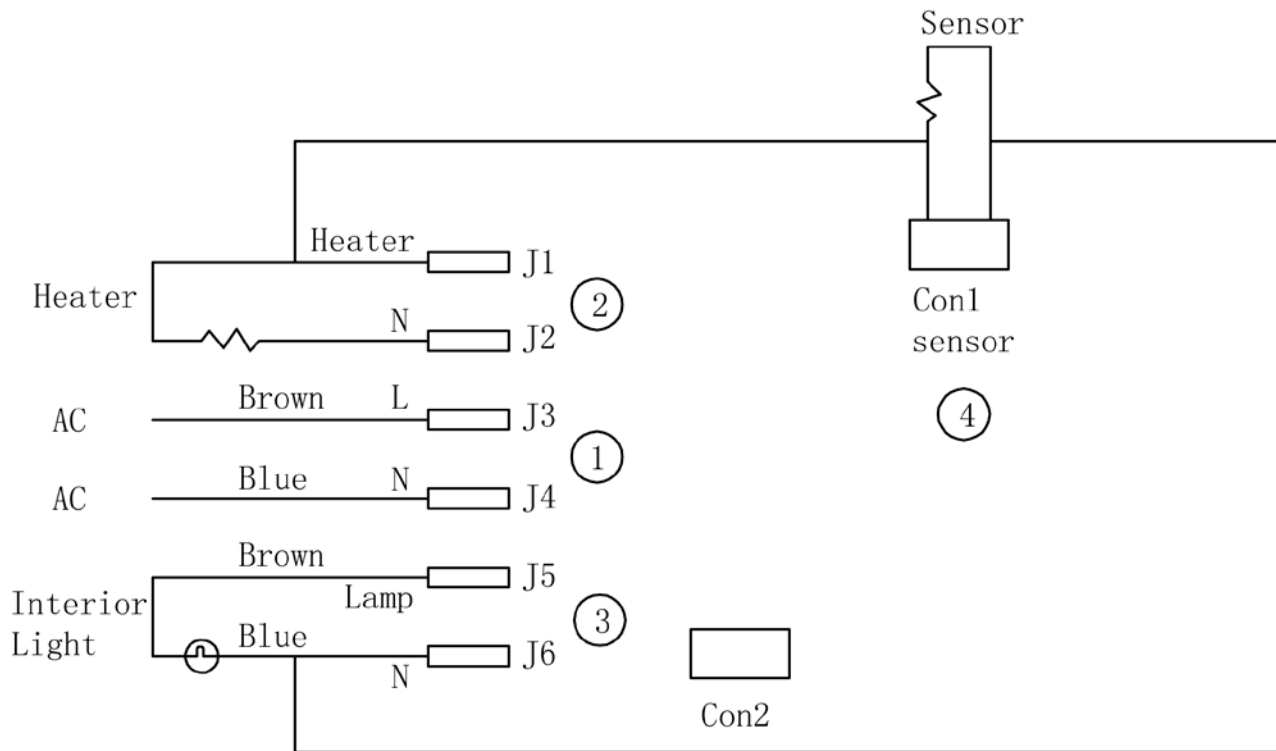 Sensor
Heater
J1
Heater
2
N
J2
Con1
sensor
Brown
L
J3
AC
4
1
Blue
N
J4
AC
Brown
J5
Lamp
Interior
Light
3
Blue
J6
N
Con2